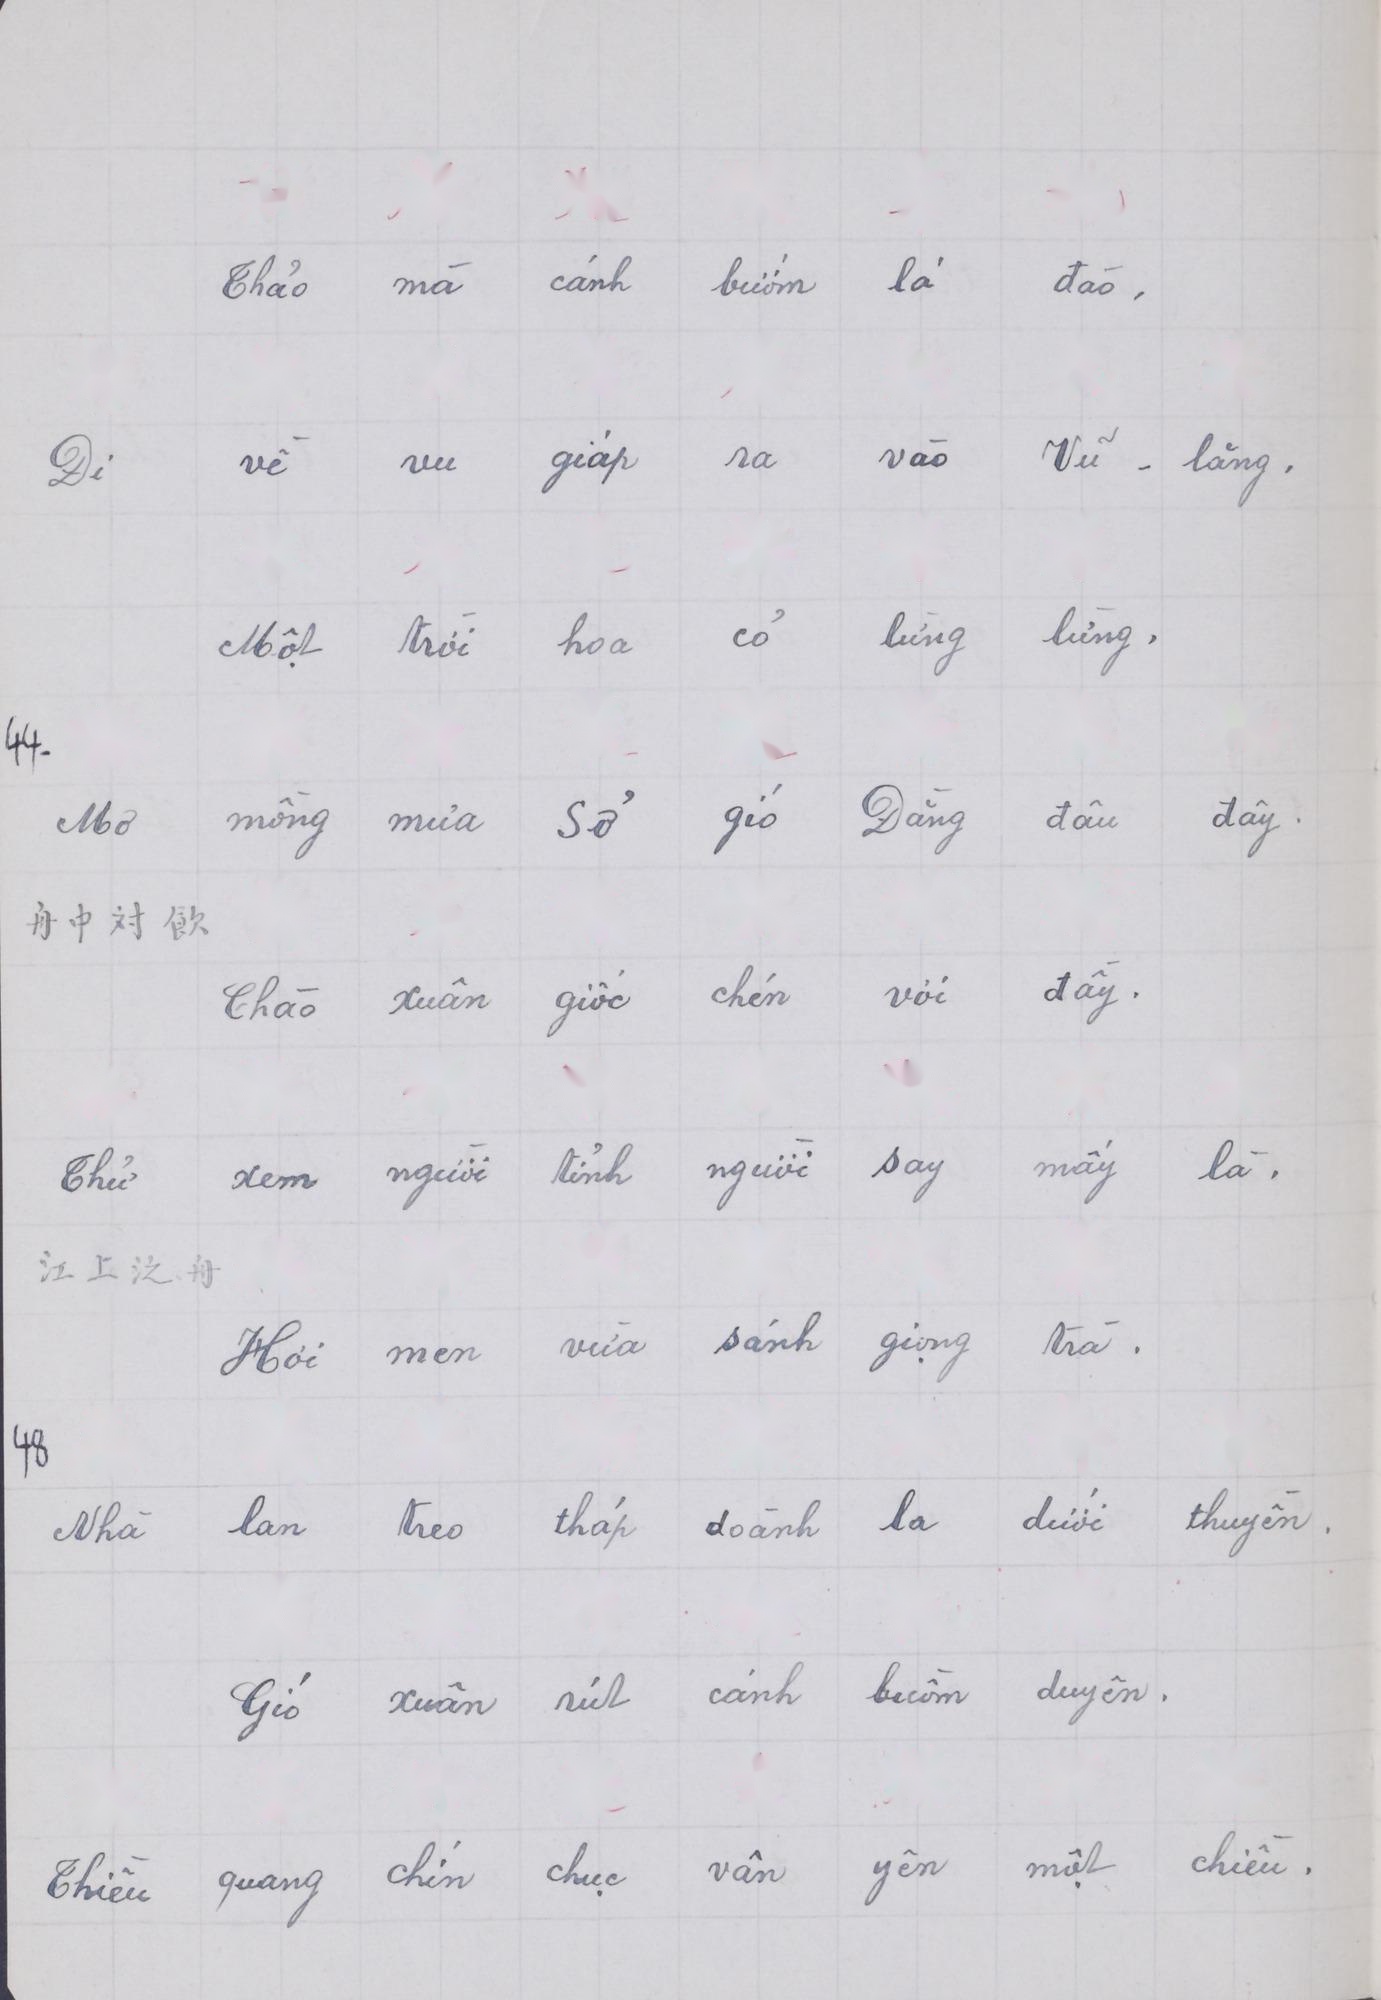 Thảo mã cánh bướm lá đào,
Đi về vu giáp ra vào Vũ - lăng.
Một trời hoa cỏ lừng lừng,
44-
Mơ mòng mưa Sở gió Đằng đâu đây.
舟中対飲
Chào xuân giốc chén vơi đầy.
Thử xem người tỉnh người say mấy là.
江上泛舟
Hơi men vừa sánh giọng trà.
48
Nhà lan treo tháp doành la dưới thuyền.
Gió xuân rút cánh buồm duyên.
Thiều quang chín chục vân yên một chiều.